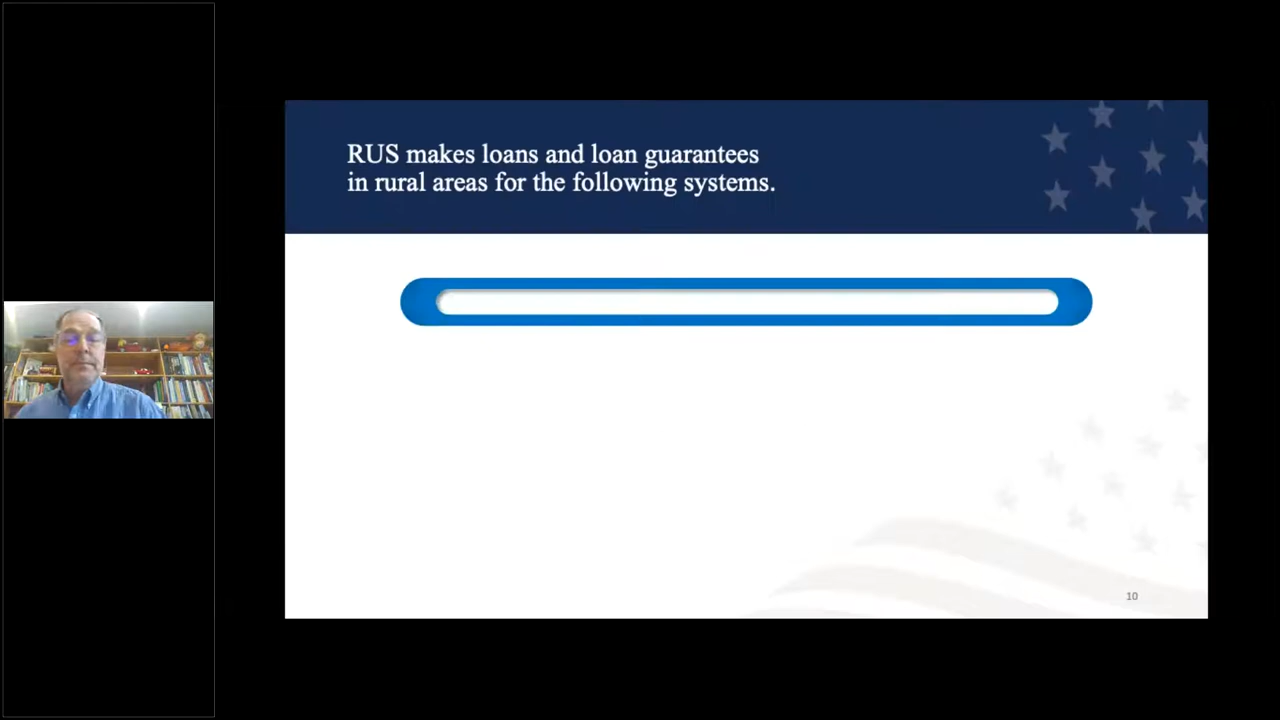 RUS makes loans and loan guarantees
in rural areas for the following systems.
10